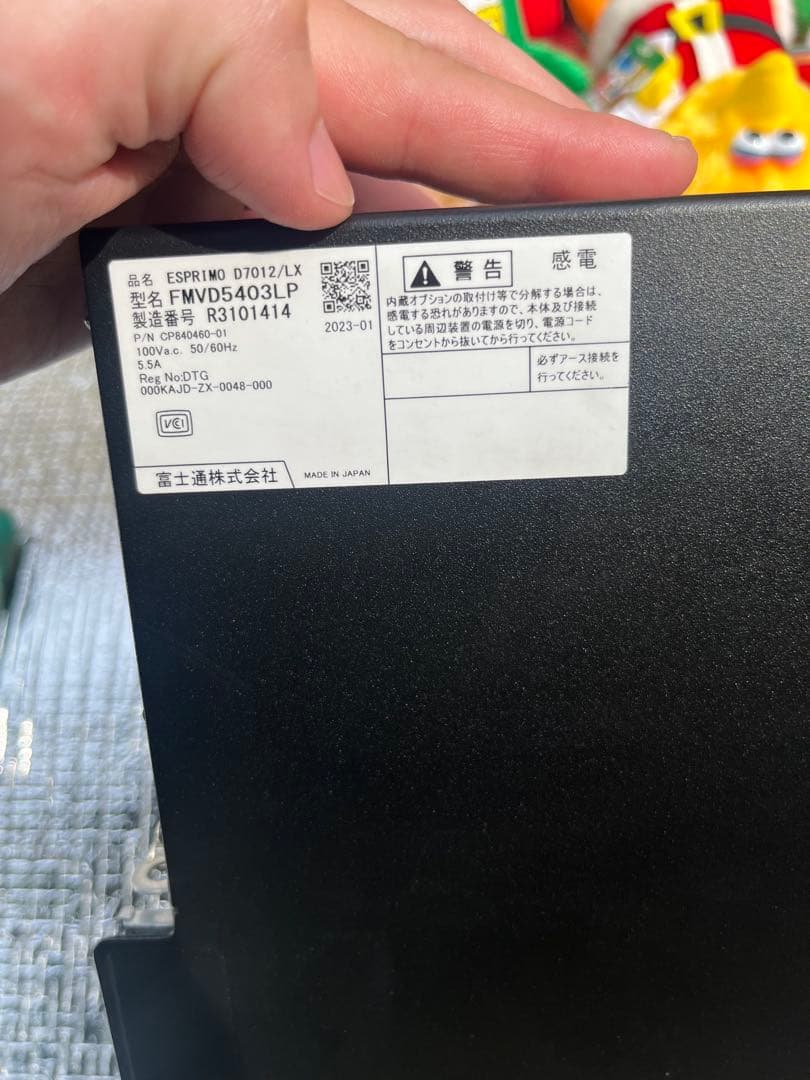 品名 ESPRIMO D7012/LX
型名 FMVD5403LP
製造番号 R3101414
2023-01
P/N CP840460-01
100Va.c. 50/60Hz
5.5A
Reg No:DTG
000KAJD-ZX-0048-000
VCCI
富士通株式会社
MADE IN JAPAN
警告
感電
内蔵オプションの取付け等で分解する場合は、
感電する恐れがありますので、本体及び接続
している周辺装置の電源を切り、電源コード
をコンセントから抜いてから行ってください。
必ずアース接続を
行ってください。